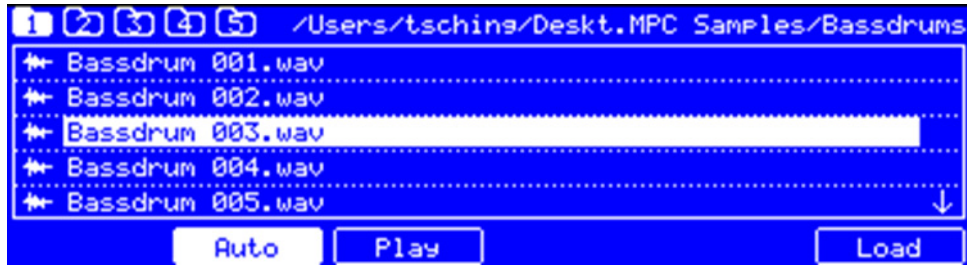 1 2 3 4 5 /Users/tsching/Deskt.MPC Samples/Bassdrums
Bassdrum 001.wav
Bassdrum 002.wav
Bassdrum 003.wav
Bassdrum 004.wav
Bassdrum 005.wav
Auto Play Load